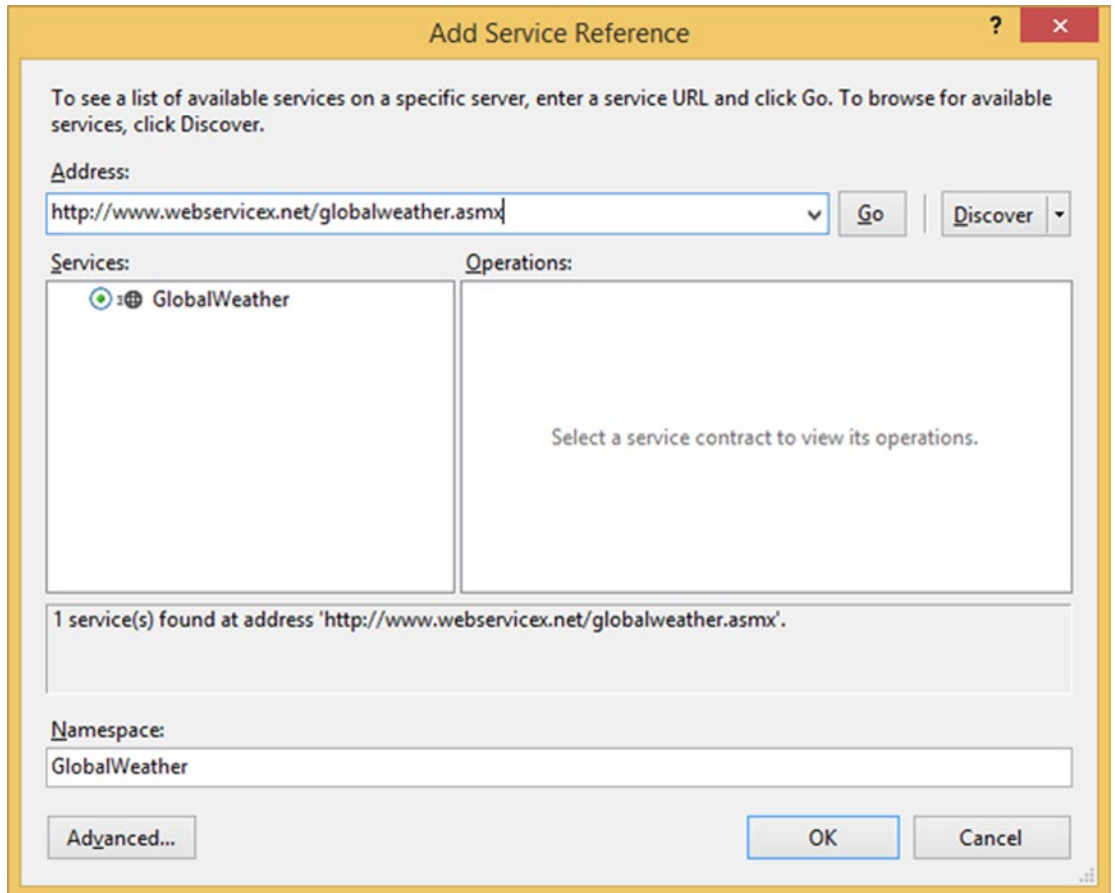 Add Service Reference
?
To see a list of available services on a specific server, enter a service URL and click Go. To browse for available
services, click Discover.
Address:
http://www.webservicex.net/globalweather.asmx
Go
Discover
Services:
Operations:
GlobalWeather
Select a service contract to view its operations.
1 service(s) found at address 'http://www.webservicex.net/globalweather.asmx'.
Namespace:
GlobalWeather
Advanced...
OK
Cancel